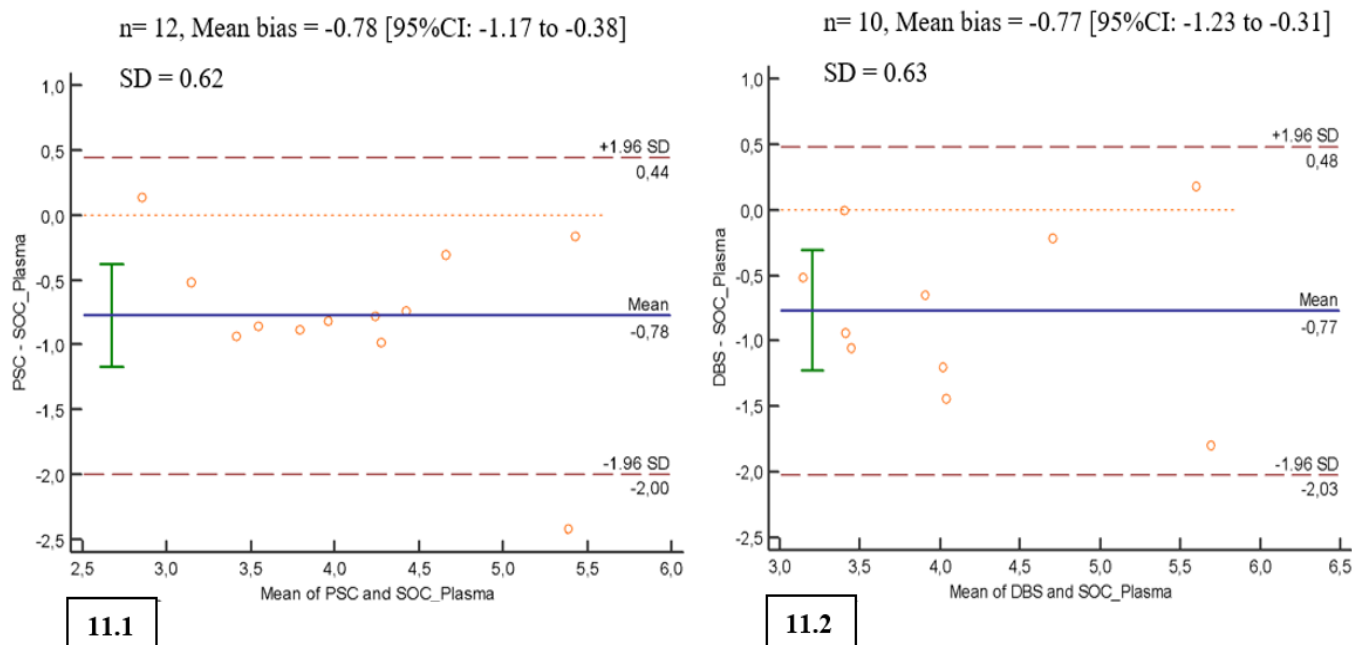 n= 12, Mean bias = -0.78 [95%CI: -1.17 to -0.38]
SD = 0.62
1,0
0,5
0,0
-0,5
-1,0
-1,5
-2,0
-2,5
PSC - SOC_Plasma
+1.96 SD
0,44
Mean
-0,78
-1.96 SD
-2,00
2,5 3,0 3,5 4,0 4,5 5,0 5,5 6,0
Mean of PSC and SOC_Plasma
11.1
n= 10, Mean bias = -0.77 [95%CI: -1.23 to -0.31]
SD = 0.63
1,0
0,5
0,0
-0,5
-1,0
-1,5
-2,0
-2,5
DBS - SOC_Plasma
+1.96 SD
0,48
Mean
-0,77
-1.96 SD
-2,03
3,0 3,5 4,0 4,5 5,0 5,5 6,0 6,5
Mean of DBS and SOC_Plasma
11.2